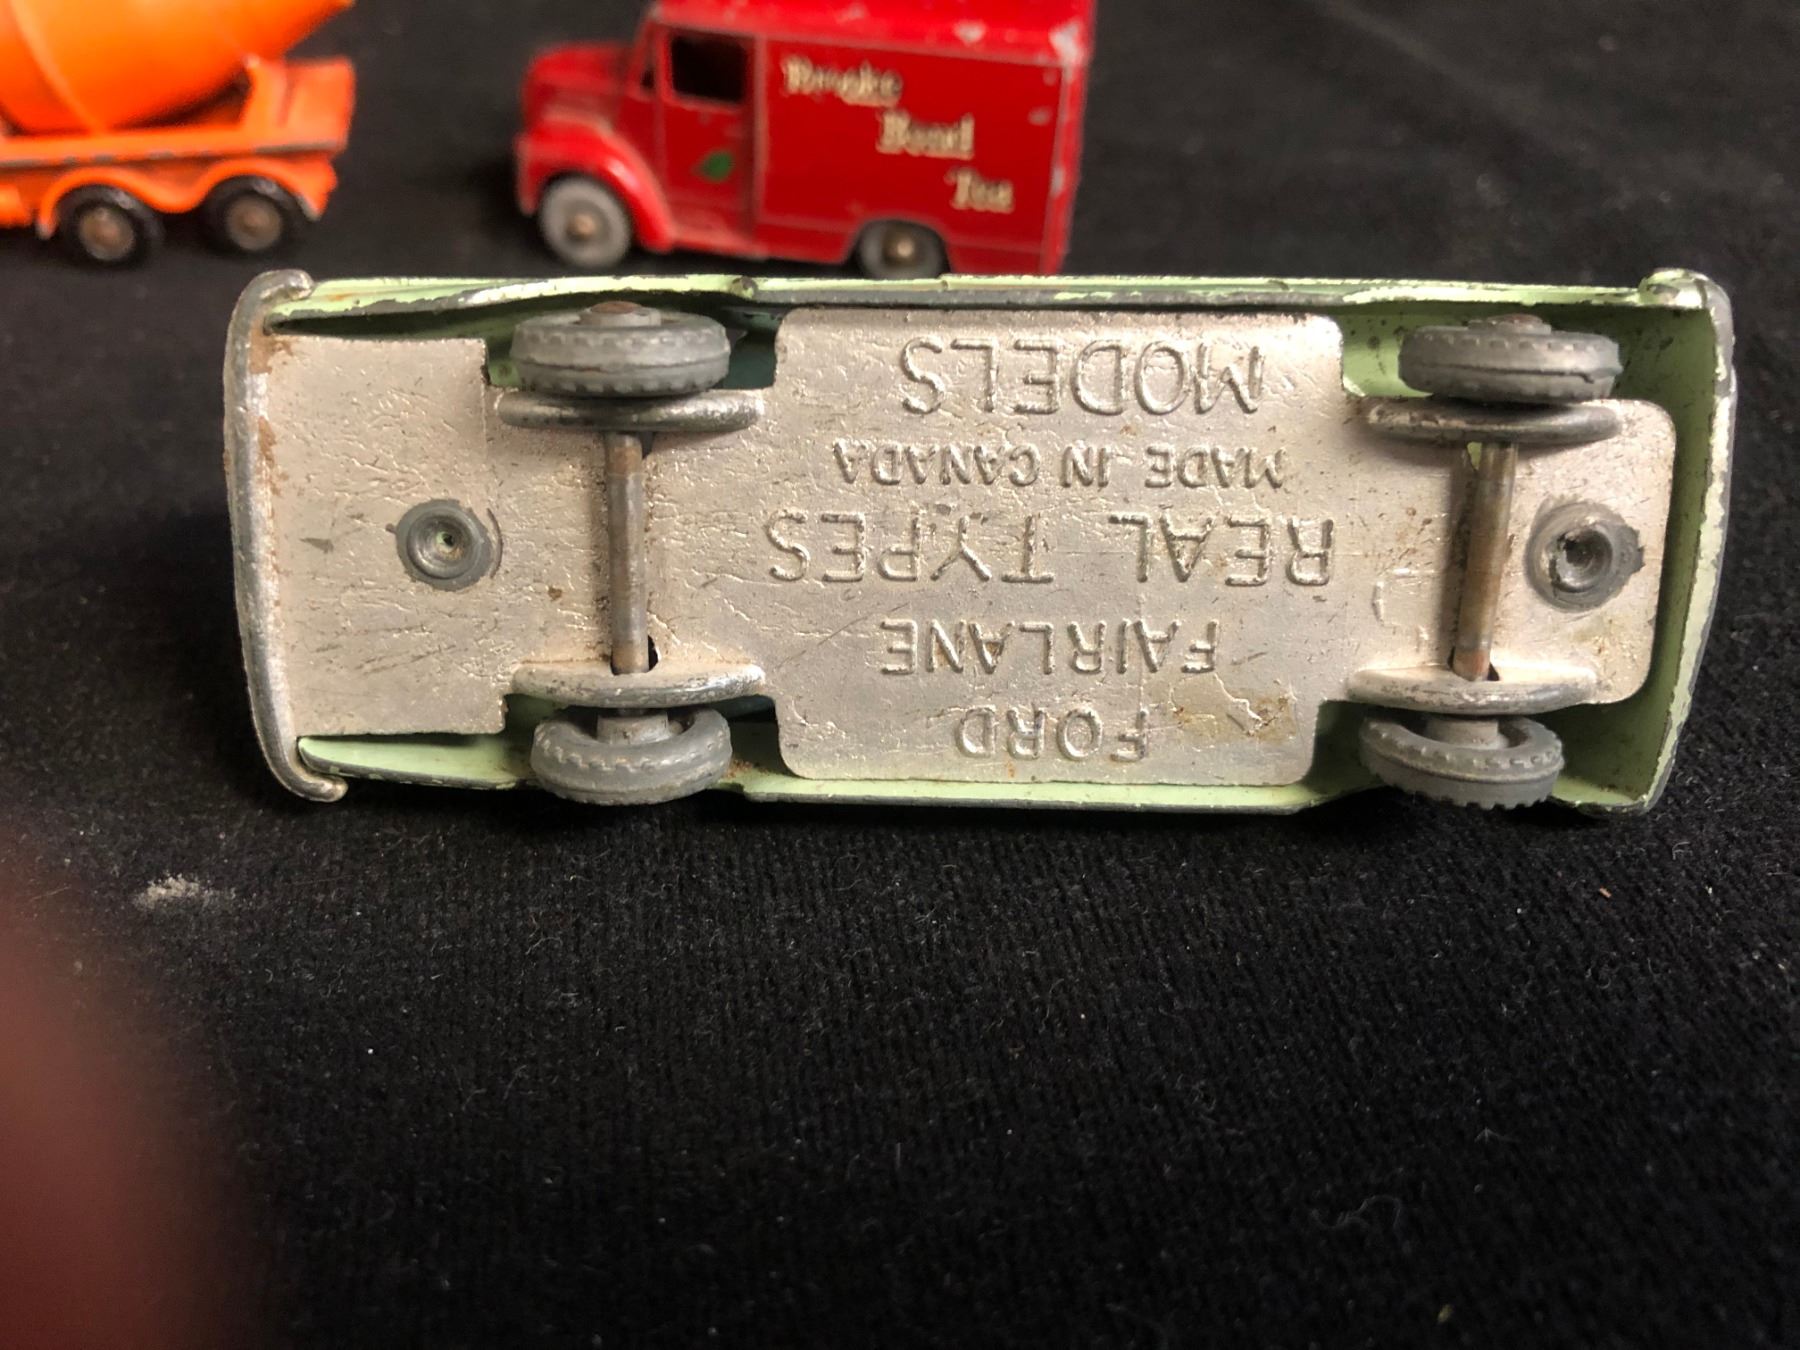 Brooke
Bond
Tea
FORD
FAIRLANE
REAL TYPES
MADE IN CANADA
MODELS